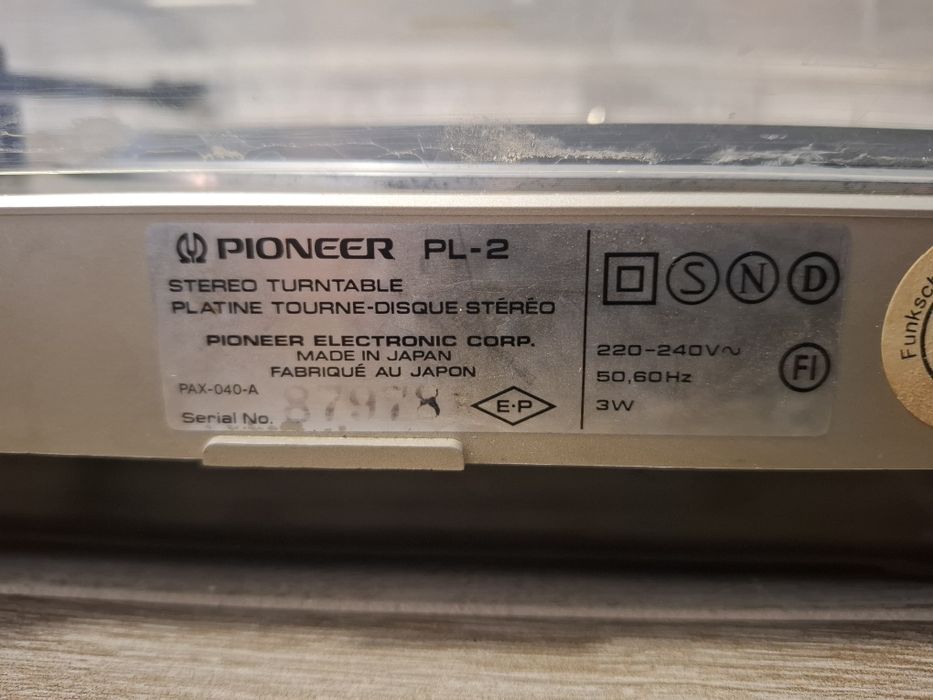 PIONEER PL-2
STEREO TURNTABLE
PLATINE TOURNE-DISQUE STÉRÉO
PIONEER ELECTRONIC CORP.
MADE IN JAPAN
FABRIQUÉ AU JAPON
PAX-040-A
Serial No. 87978
E·P
S N D
220-240V~
50,60Hz
3W
FI
Funksch